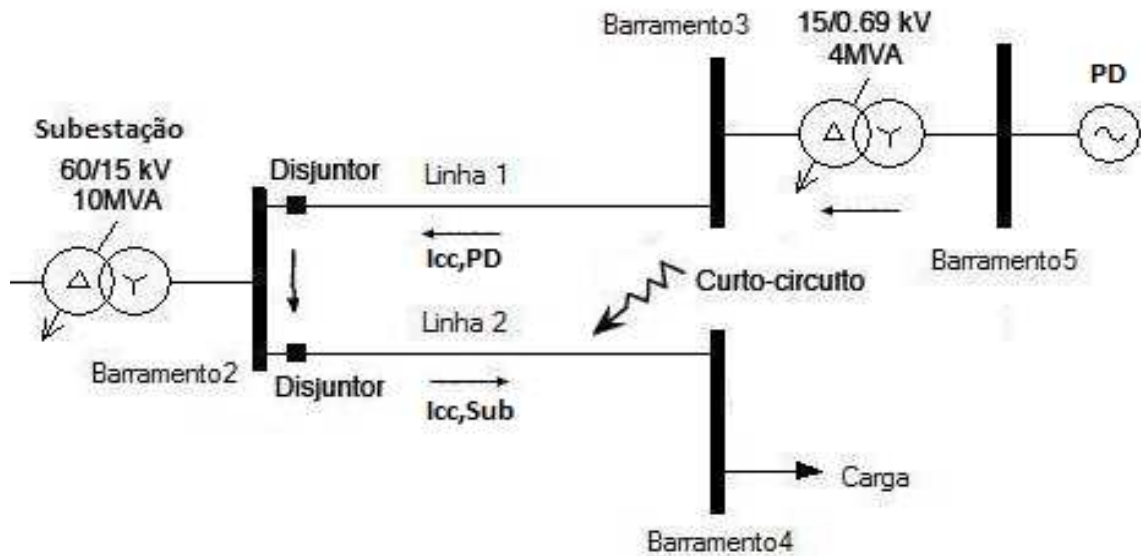 Barramento3
15/0.69 kV
4MVA
PD
Subestação
60/15 kV
10MVA
Disjuntor
Linha 1
Icc,PD
Barramento5
Curto-circuíto
Linha 2
Barramento2
Disjuntor
Icc,Sub
Carga
Barramento4